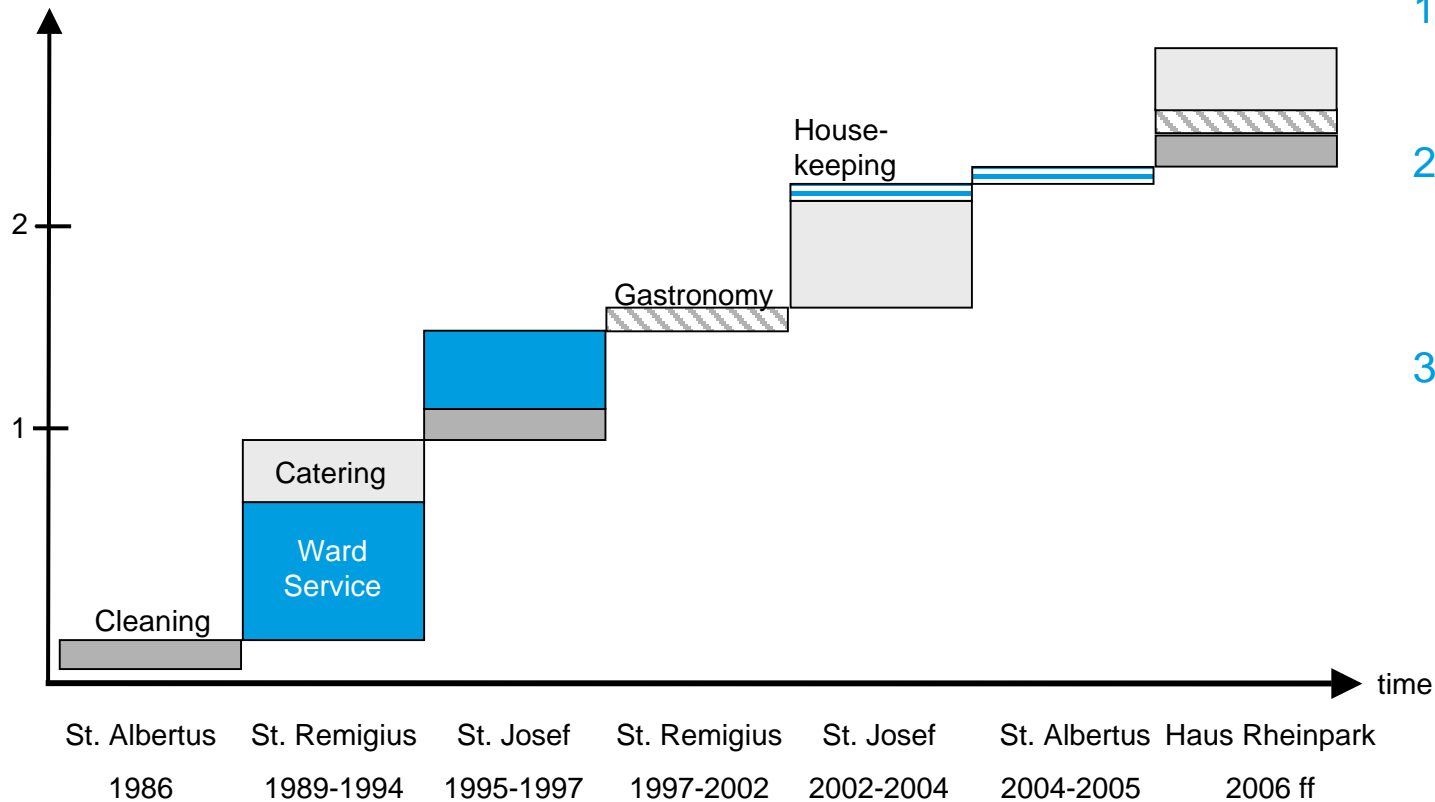 1
House-
keeping
2
2
Gastronomy
3
1
Catering
Ward
Service
Cleaning
time
St. Albertus St. Remigius St. Josef St. Remigius St. Josef St. Albertus Haus Rheinpark
1986 1989-1994 1995-1997 1997-2002 2002-2004 2004-2005 2006 ff